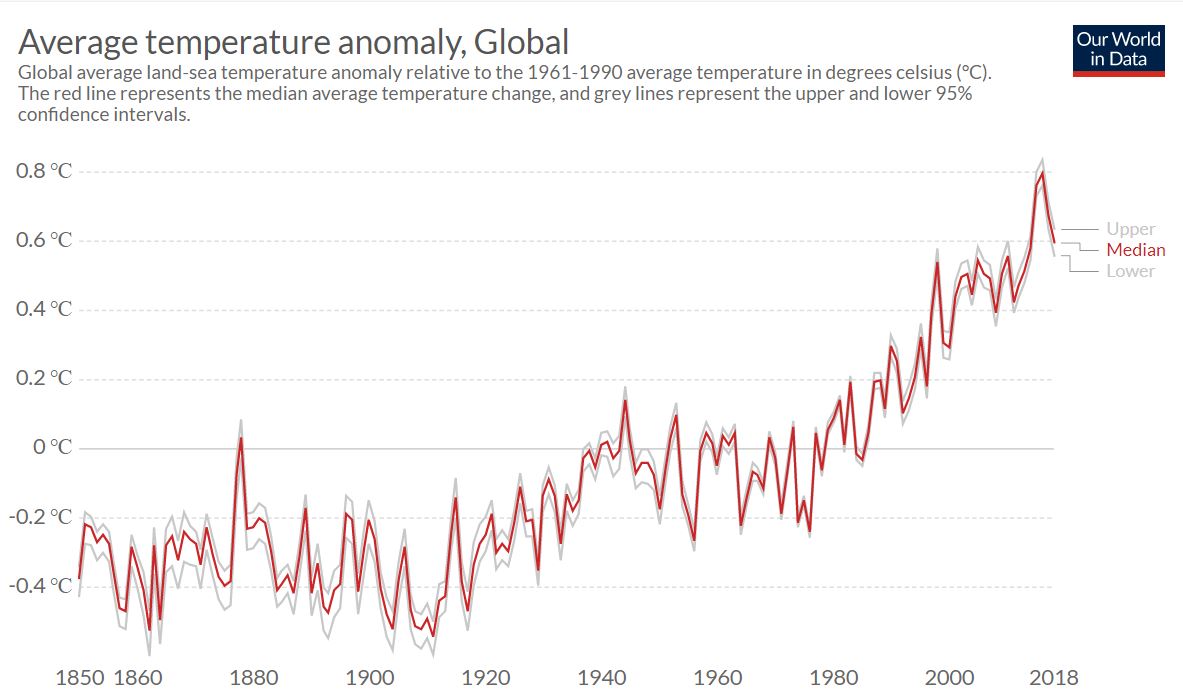 Average temperature anomaly, Global
Our World
in Data
Global average land-sea temperature anomaly relative to the 1961-1990 average temperature in degrees celsius (°C).
The red line represents the median average temperature change, and grey lines represent the upper and lower 95%
confidence intervals.
0.8 °C
0.6 °C
0.4 °C
0.2 °C
0 °C
-0.2 °C
-0.4 °C
Upper
Median
Lower
1850 1860 1880 1900 1920 1940 1960 1980 2000 2018